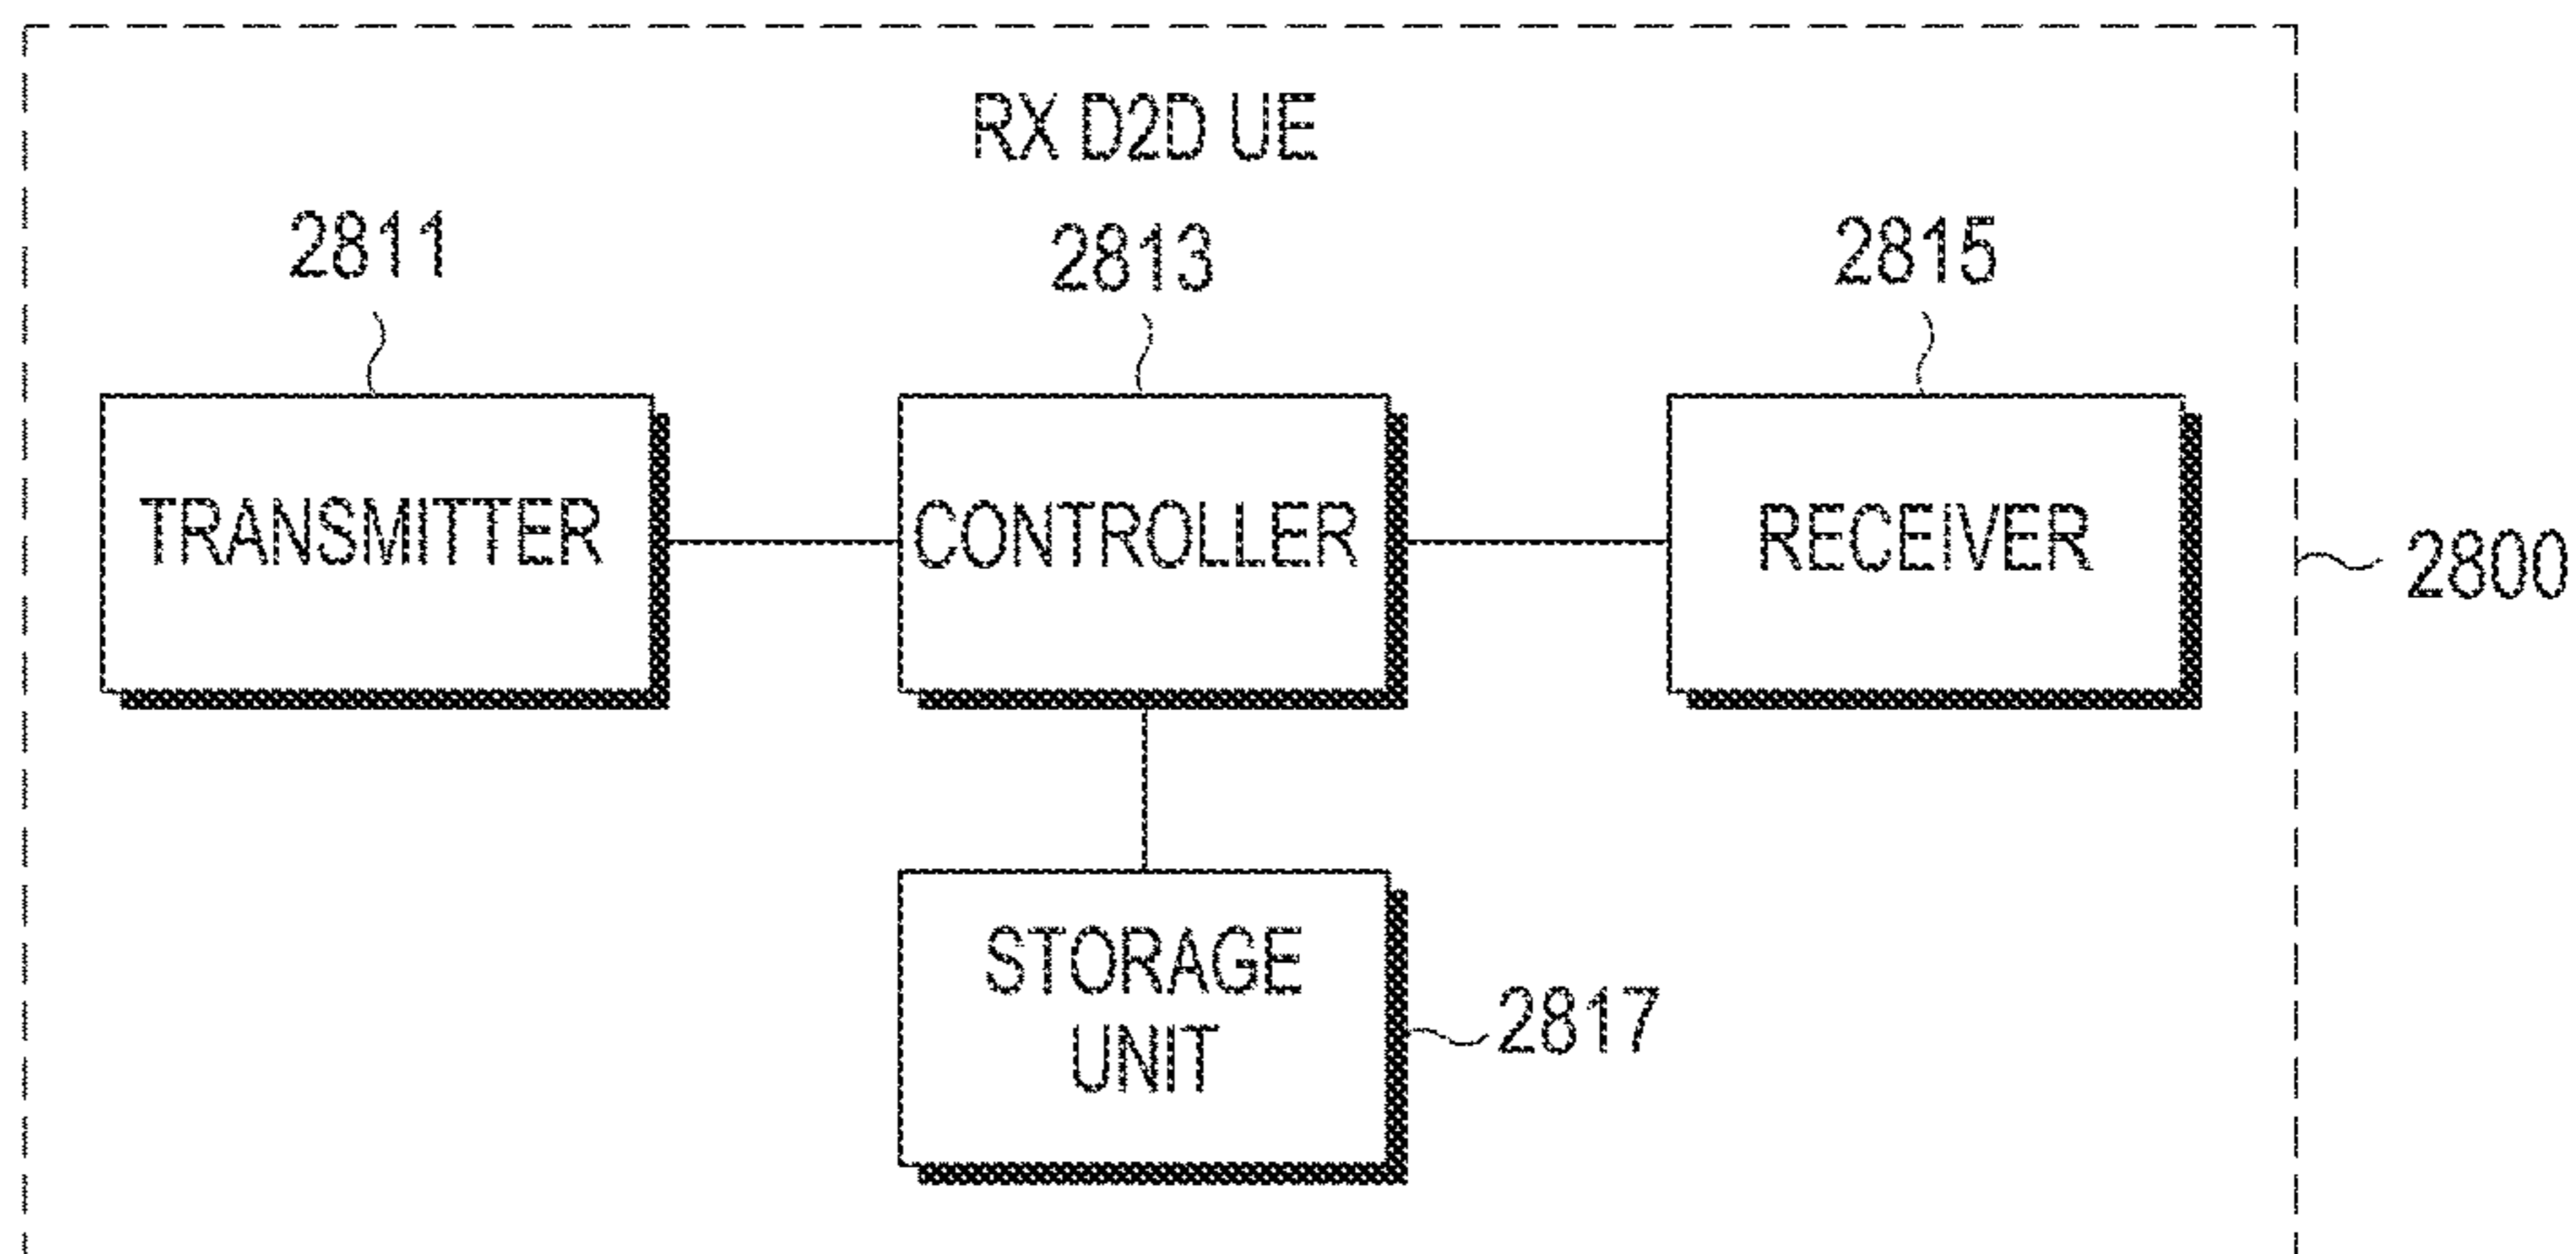 RX D2D UE
2811
2813
2815
TRANSMITTER
CONTROLLER
RECEIVER
2800
STORAGE
UNIT
2817